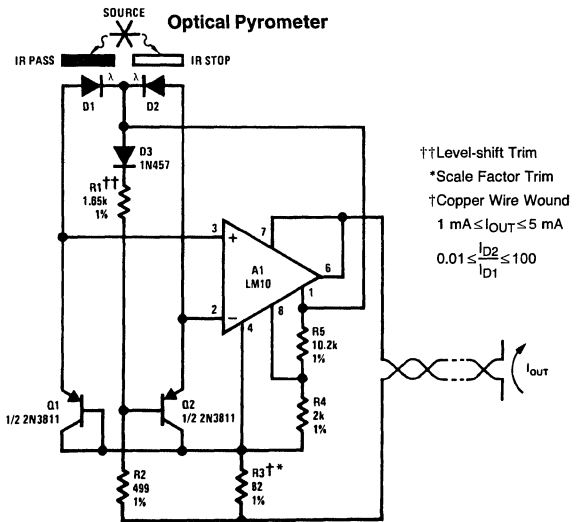 Optical Pyrometer
SOURCE
IR PASS
IR STOP
λ
λ
D1
D2
D3
1N457
R1††
1.85k
1%
3
+
7
6
A1
LM10
1
2
−
4
8
R5
10.2k
1%
R4
2k
1%
Q1
1/2 2N3811
Q2
1/2 2N3811
R2
499
1%
R3†*
82
1%
IOUT
††Level-shift Trim
*Scale Factor Trim
†Copper Wire Wound
1 mA≤IOUT≤5 mA
0.01≤ID2/ID1≤100